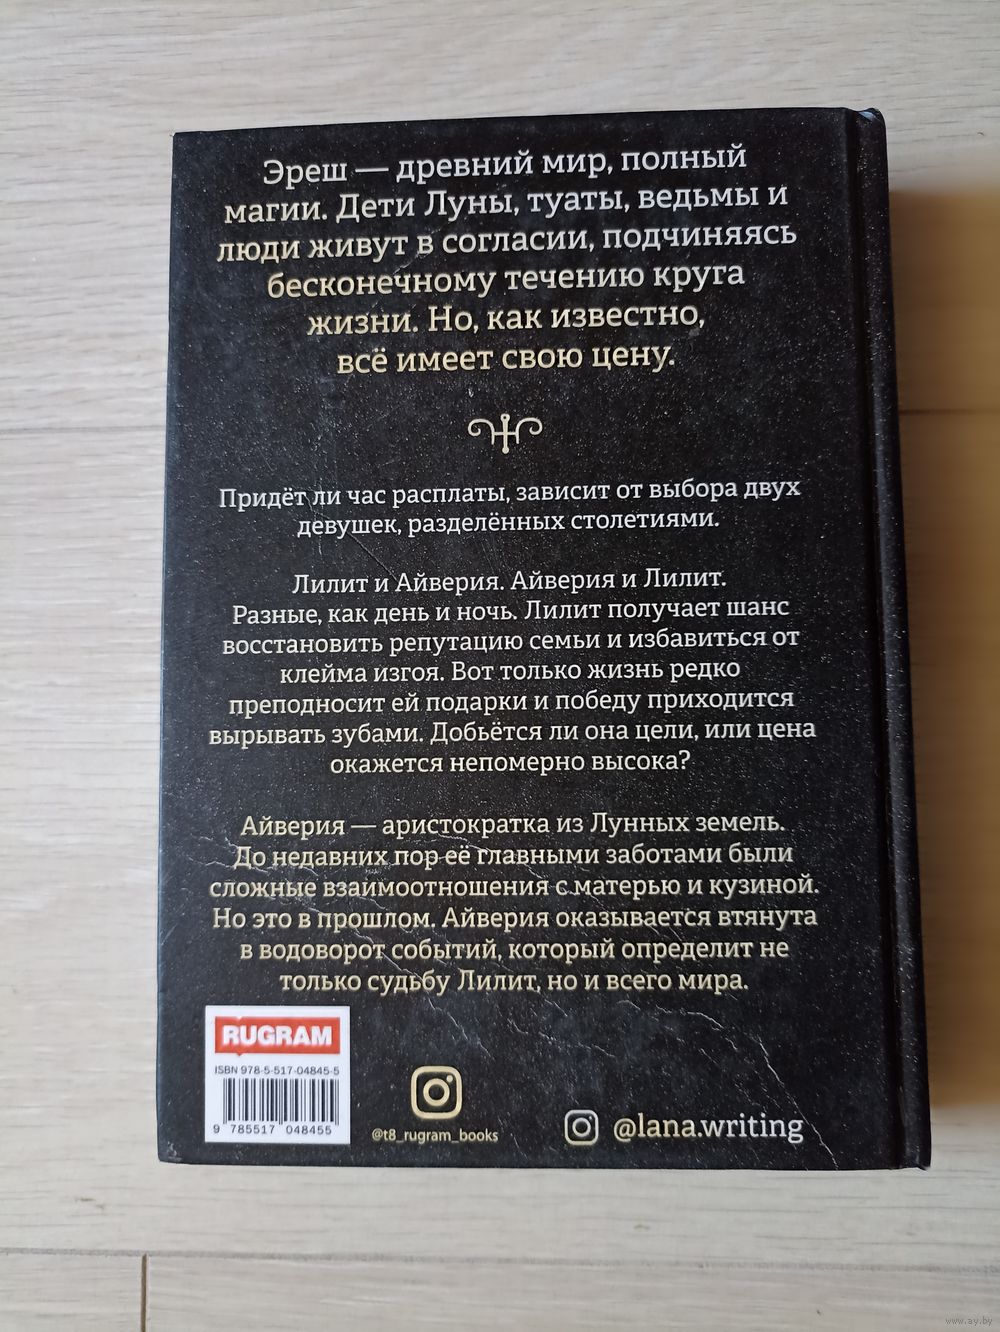 Эреш — древний мир, полный
магии. Дети Луны, туаты, ведьмы и
люди живут в согласии, подчиняясь
бесконечному течению круга
жизни. Но, как известно,
всё имеет свою цену.
Придёт ли час расплаты, зависит от выбора двух
девушек, разделённых столетиями.
Лилит и Айверия. Айверия и Лилит.
Разные, как день и ночь. Лилит получает шанс
восстановить репутацию семьи и избавиться от
клейма изгоя. Вот только жизнь редко
преподносит ей подарки и победу приходится
вырывать зубами. Добьётся ли она цели, или цена
окажется непомерно высока?
Айверия — аристократка из Лунных земель.
До недавних пор её главными заботами были
сложные взаимоотношения с матерью и кузиной.
Но это в прошлом. Айверия оказывается втянута
в водоворот событий, который определит не
только судьбу Лилит, но и всего мира.
RUGRAM
ISBN 978-5-517-04845-5
9 785517 048455
@t8_rugram_books
@lana.writing
www.ay.by